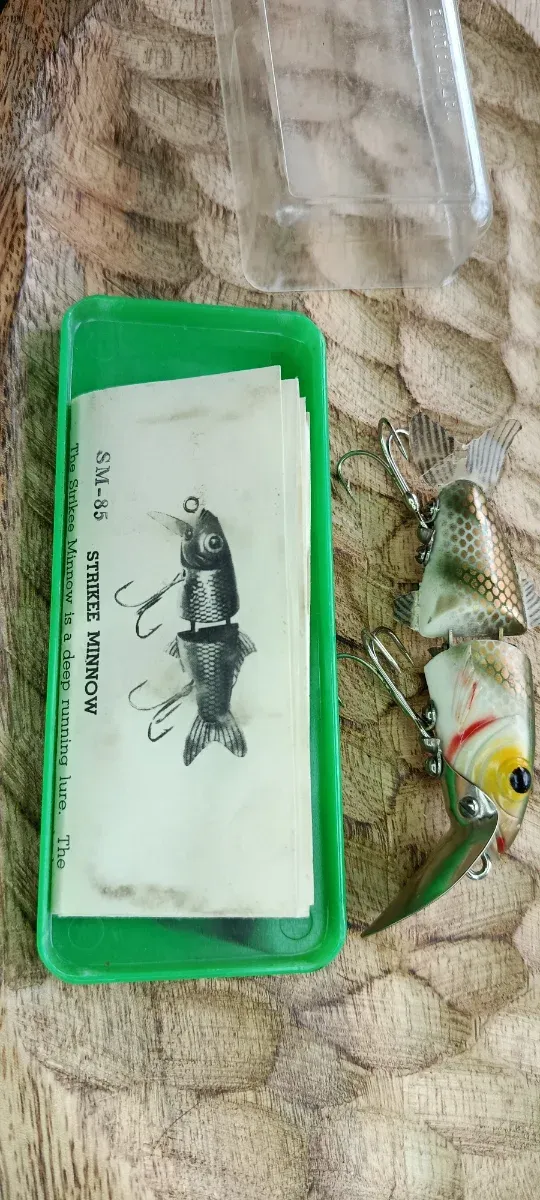 SM-85
STRIKEE MINNOW
The Strikee Minnow is a deep running lure. The